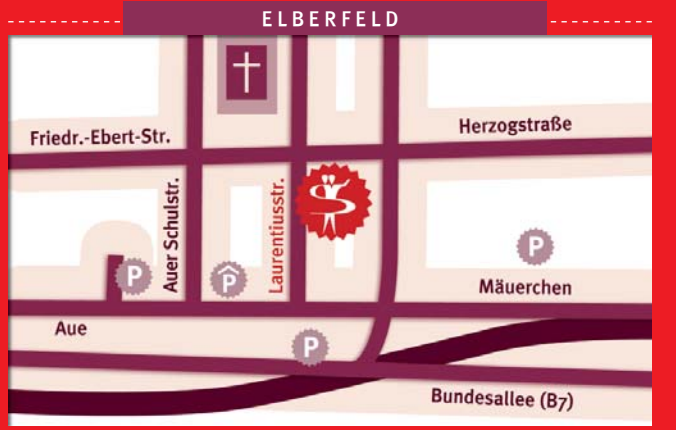 ELBERFELD
Herzogstraße
Friedr.-Ebert-Str.
Auer Schulstr.
Laurentiusstr.
S
P
P
P
Mäuerchen
Aue
P
Bundesallee (B7)